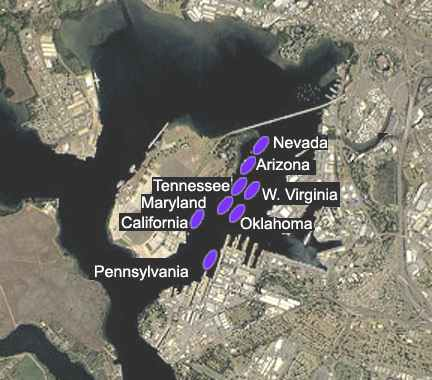 Nevada
Arizona
Tennessee
W. Virginia
Maryland
California
Oklahoma
Pennsylvania